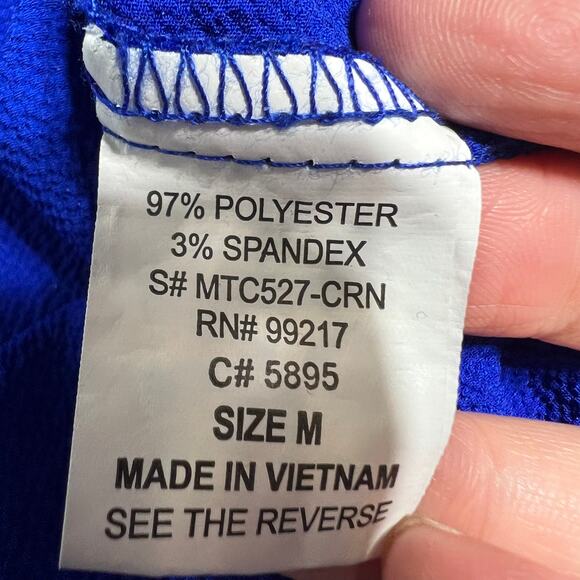 97% POLYESTER
3% SPANDEX
S# MTC527-CRN
RN# 99217
C# 5895
SIZE M
MADE IN VIETNAM
SEE THE REVERSE